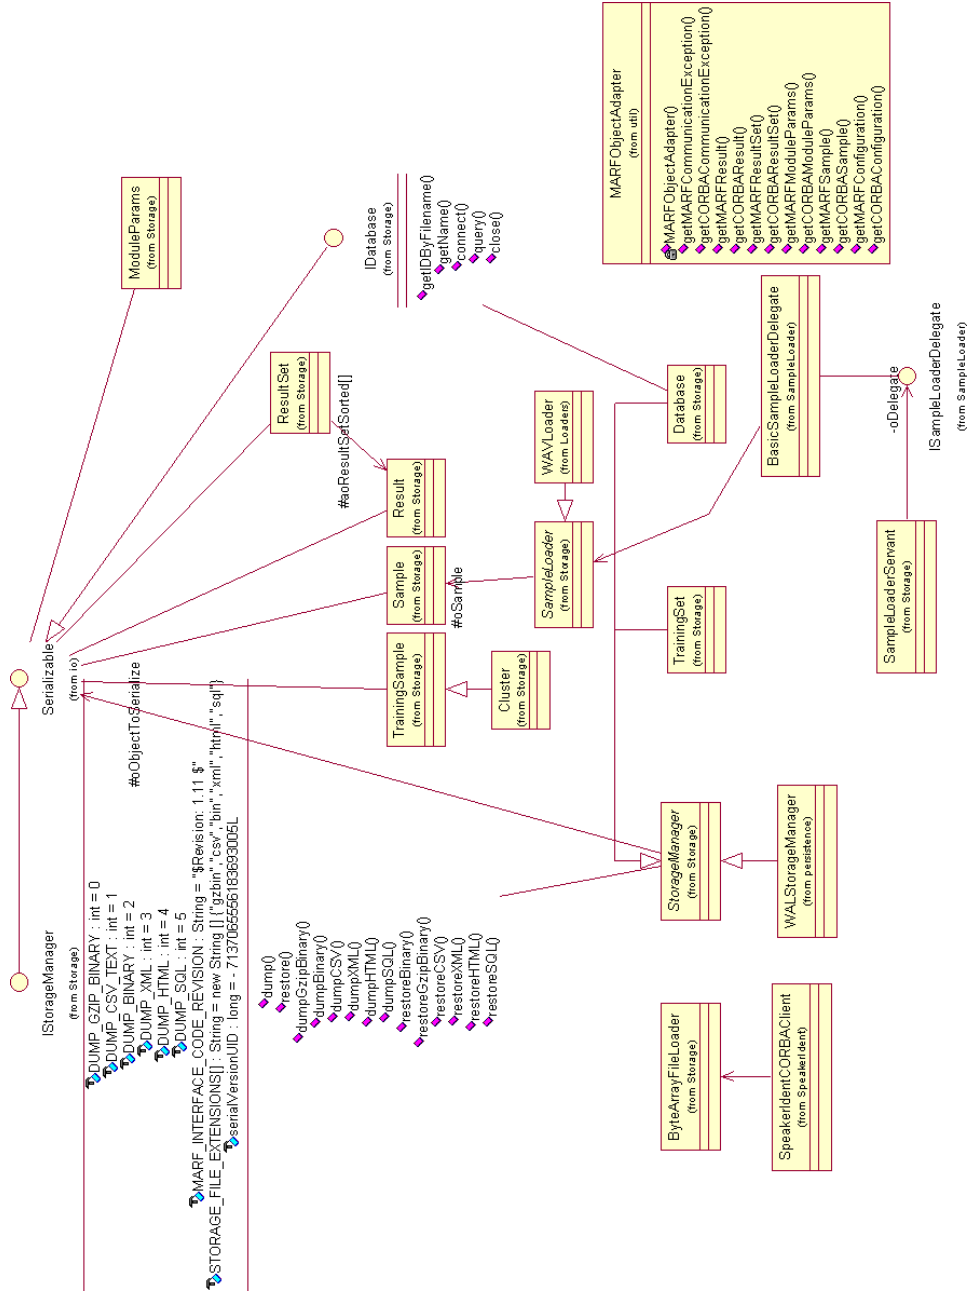 IStorageManager
(from Storage)
DUMP_GZIP_BINARY : int = 0
DUMP_CSV_TEXT : int = 1
DUMP_BINARY : int = 2
DUMP_XML : int = 3
DUMP_HTML : int = 4
DUMP_SQL : int = 5
MARF_INTERFACE_CODE_REVISION : String = "$Revision: 1.11 $"
STORAGE_FILE_EXTENSIONS[] : String = new String [] {"gzbin","csv","bin","xml","html","sql"}
serialVersionUID : long = - 7137065556183693005L
dump()
restore()
dumpGzipBinary()
dumpBinary()
dumpCSV()
dumpXML()
dumpHTML()
dumpSQL()
restoreBinary()
restoreGzipBinary()
restoreCSV()
restoreXML()
restoreHTML()
restoreSQL()
Serializable
(from io)
#oObjectToSerialize
ModuleParams
(from Storage)
IDatabase
(from Storage)
getIDByFilename()
getName()
connect()
query()
close()
ResultSet
(from Storage)
#aoResultSetSorted[]
Result
(from Storage)
Sample
(from Storage)
#oSample
TrainingSample
(from Storage)
Cluster
(from Storage)
WAVLoader
(from Loaders)
SampleLoader
(from Storage)
Database
(from Storage)
TrainingSet
(from Storage)
StorageManager
(from Storage)
WALStorageManager
(from persistence)
ByteArrayFileLoader
(from Storage)
SpeakerIdentCORBAClient
(from SpeakerIdent)
MARFObjectAdapter
(from util)
MARFObjectAdapter()
getMARFCommunicationException()
getCORBACommunicationException()
getMARFResult()
getCORBAResult()
getMARFResultSet()
getCORBAResultSet()
getMARFModuleParams()
getCORBAModuleParams()
getMARFSample()
getCORBASample()
getMARFConfiguration()
getCORBAConfiguration()
BasicSampleLoaderDelegate
(from SampleLoader)
-oDelegate
ISampleLoaderDelegate
(from SampleLoader)
SampleLoaderServant
(from Storage)